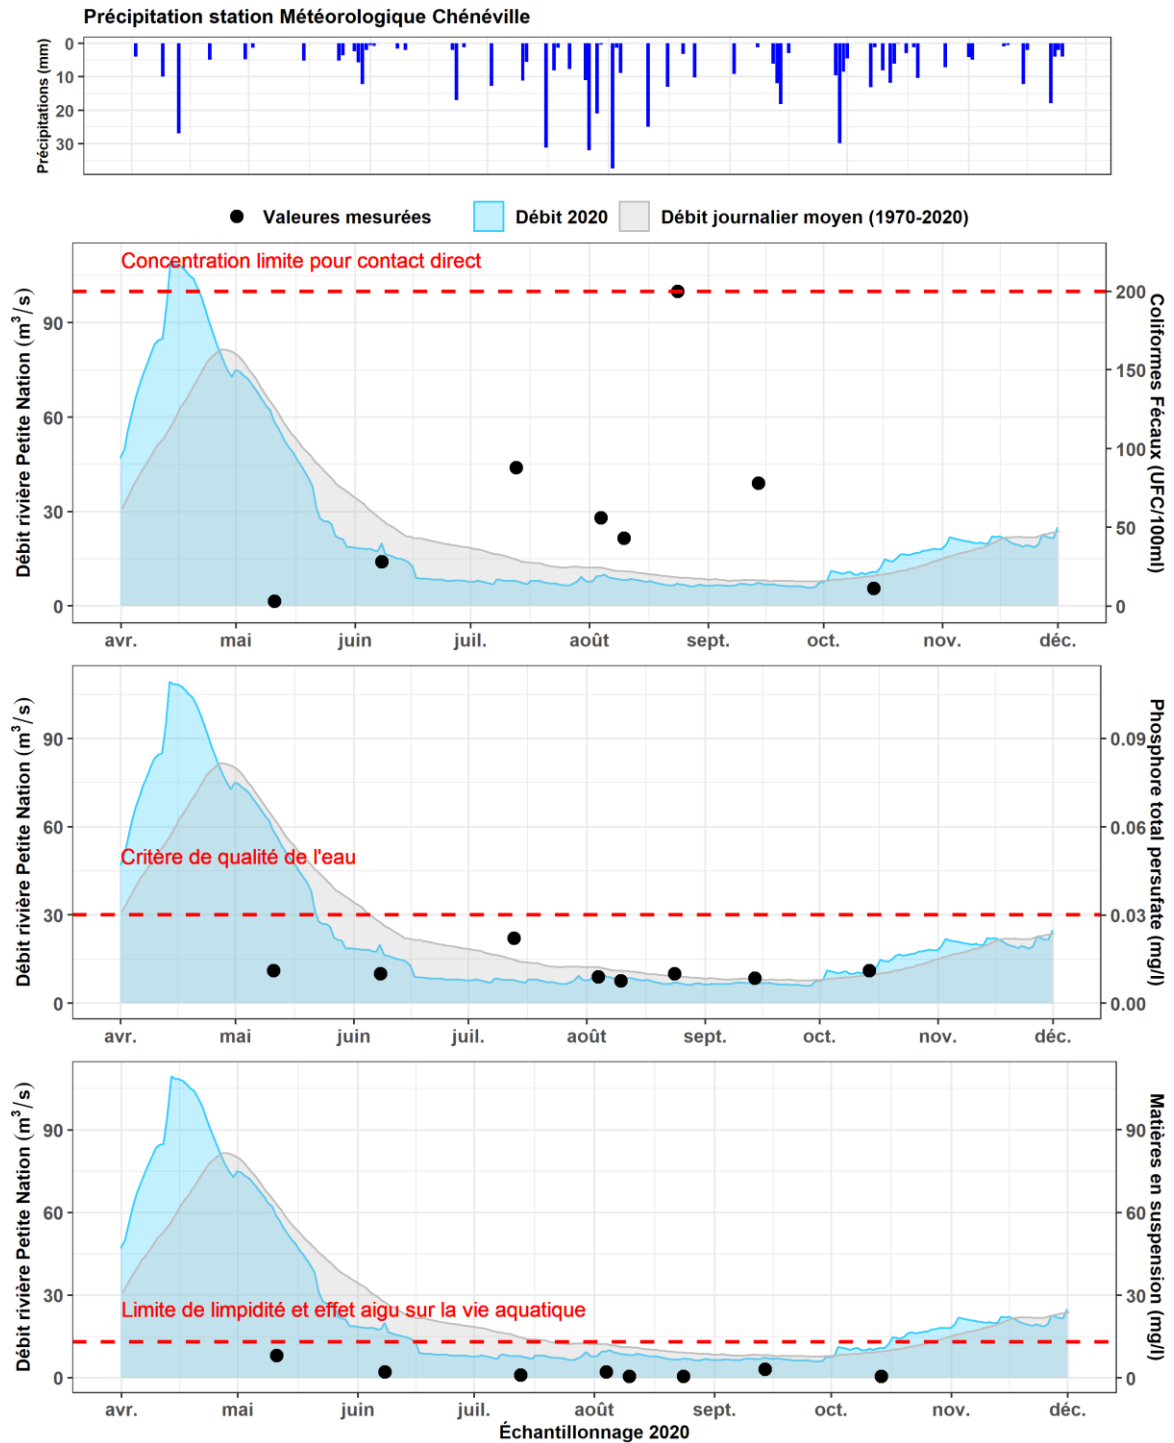 Précipitation station Météorologique Chénéville
Précipitations (mm)
0
10
20
30
Valeures mesurées Débit 2020 Débit journalier moyen (1970-2020)
Concentration limite pour contact direct
Débit rivière Petite Nation (m³/s)
90
60
30
0
200
150
100
50
0
Coliformes Fécaux (UFC/100ml)
avr. mai juin juil. août sept. oct. nov. déc.
Critère de qualité de l'eau
Débit rivière Petite Nation (m³/s)
90
60
30
0
0.09
0.06
0.03
0.00
Phosphore total persufate (mg/l)
avr. mai juin juil. août sept. oct. nov. déc.
Limite de limpidité et effet aigu sur la vie aquatique
Débit rivière Petite Nation (m³/s)
90
60
30
0
90
60
30
0
Matières en suspension (mg/l)
avr. mai juin juil. août sept. oct. nov. déc.
Échantillonnage 2020